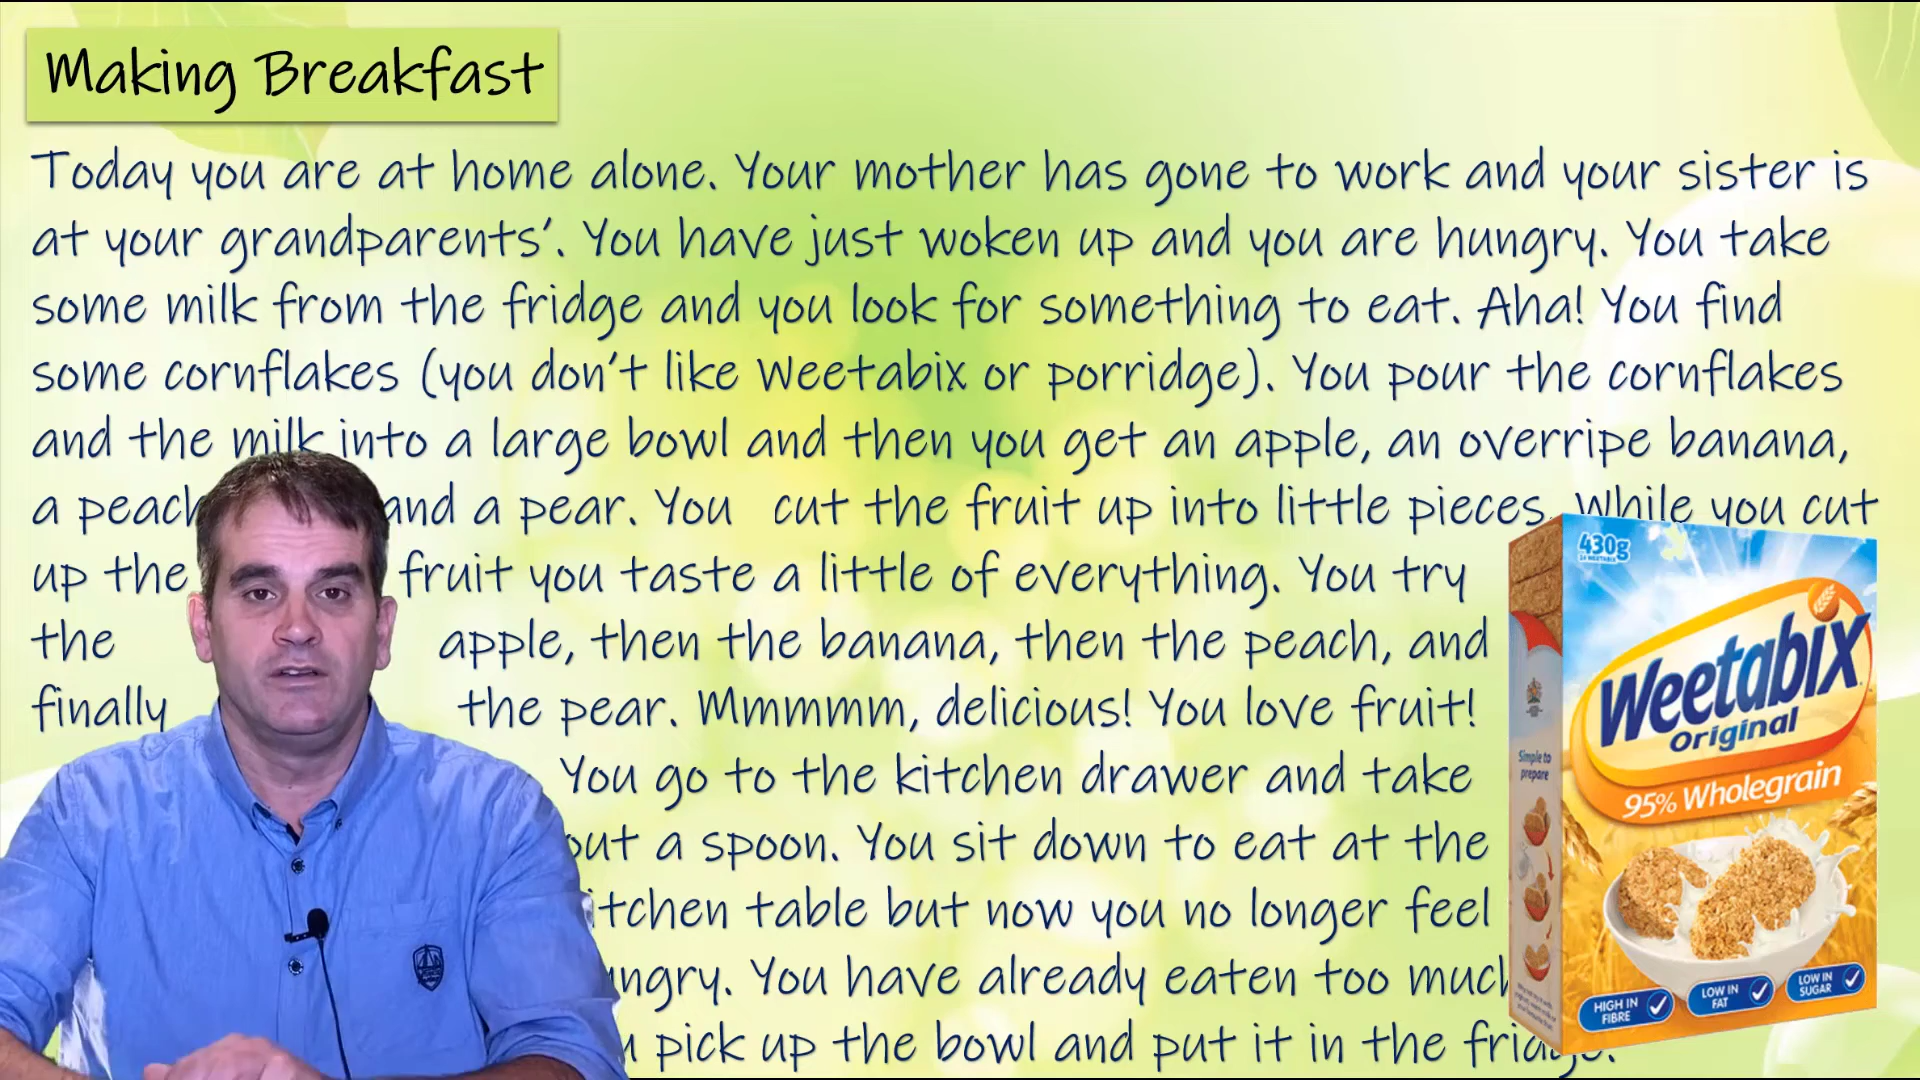 Making Breakfast
Today you are at home alone. Your mother has gone to work and your sister is
at your grandparents’. You have just woken up and you are hungry. You take
some milk from the fridge and you look for something to eat. Aha! You find
some cornflakes (you don’t like Weetabix or porridge). You pour the cornflakes
and the milk into a large bowl and then you get an apple, an overripe banana,
a peach and a pear. You cut the fruit up into little pieces. While you cut
up the fruit you taste a little of everything. You try
the apple, then the banana, then the peach, and
finally the pear. Mmmmm, delicious! You love fruit!
You go to the kitchen drawer and take
out a spoon. You sit down to eat at the
itchen table but now you no longer feel
ungry. You have already eaten too much
pick up the bowl and put it in the fridge.
430g
Weetabix
Original
95% Wholegrain
Simple to
prepare
HIGH IN
FIBRE
LOW IN
FAT
LOW IN
SUGAR